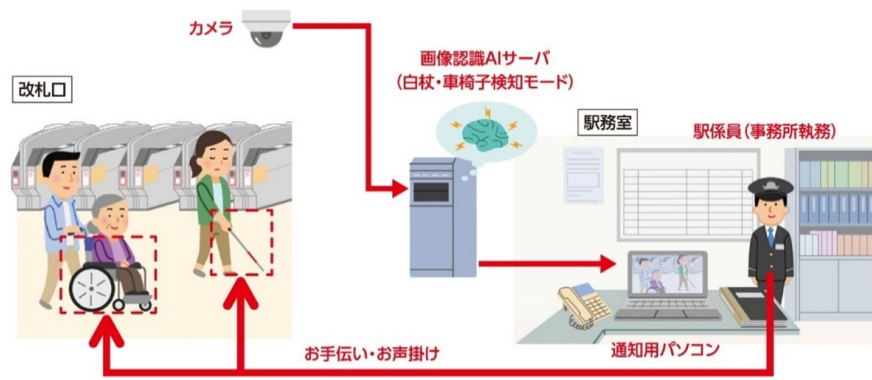 カメラ
画像認識AIサーバ
(白杖・車椅子検知モード)
改札口
駅務室
駅係員(事務所執務)
お手伝い・お声掛け
通知用パソコン